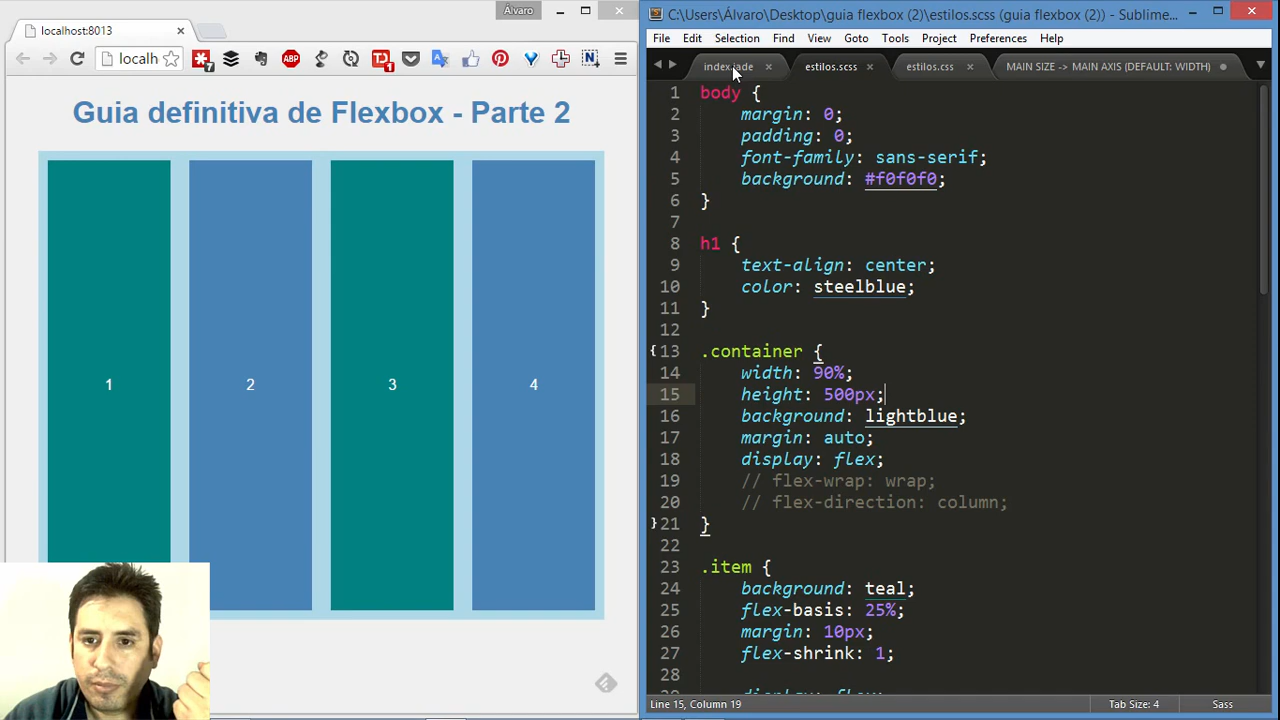 Álvaro
localhost:8013
localh
7
ABP
1
N
Guia definitiva de Flexbox - Parte 2
1
2
3
4
C:\Users\Álvaro\Desktop\guia flexbox (2)\estilos.scss (guia flexbox (2)) - Sublime...
File Edit Selection Find View Goto Tools Project Preferences Help
index.jade estilos.scss estilos.css MAIN SIZE -> MAIN AXIS (DEFAULT: WIDTH)
1 body {
2 margin: 0;
3 padding: 0;
4 font-family: sans-serif;
5 background: #f0f0f0;
6 }
7
8 h1 {
9 text-align: center;
10 color: steelblue;
11 }
12
13 .container {
14 width: 90%;
15 height: 500px;
16 background: lightblue;
17 margin: auto;
18 display: flex;
19 // flex-wrap: wrap;
20 // flex-direction: column;
21 }
22
23 .item {
24 background: teal;
25 flex-basis: 25%;
26 margin: 10px;
27 flex-shrink: 1;
28
29 display: flex;
Line 15, Column 19 Tab Size: 4 Sass